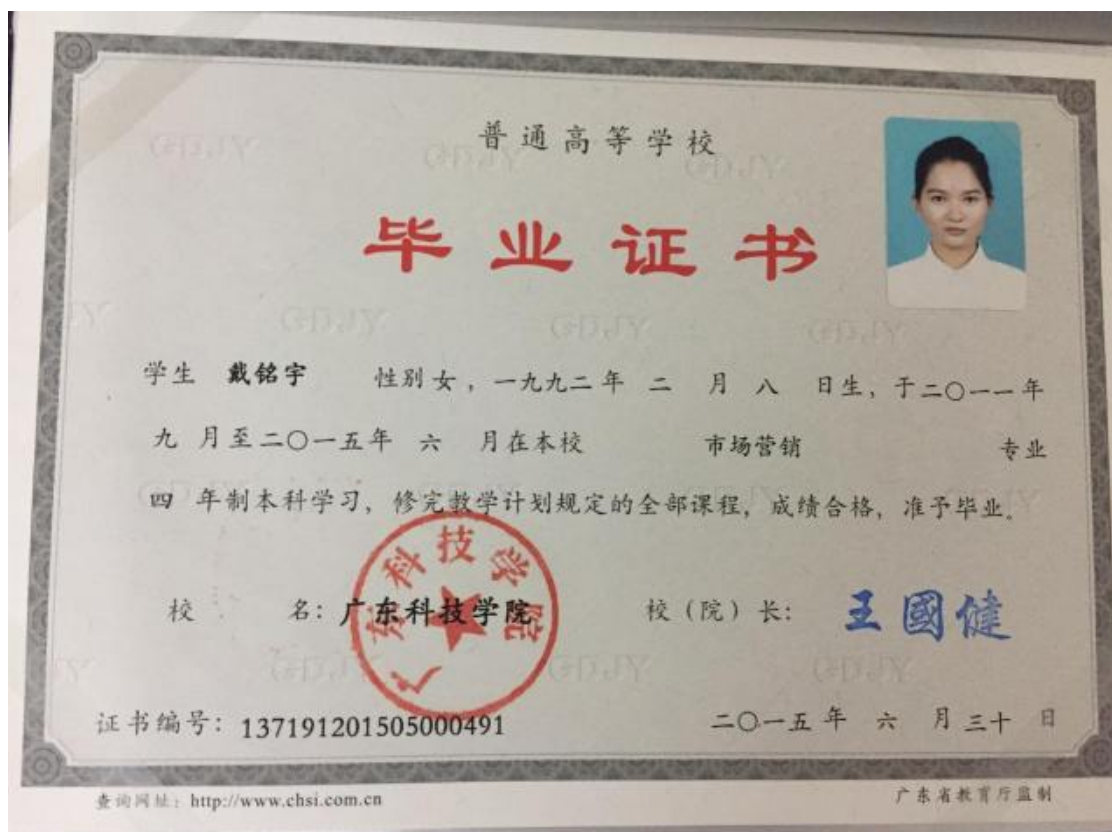 普通高等学校
毕业证书
学生 戴铭宇 性别 女，一九九二年 二 月 八 日生，于二〇一一年
九 月至二〇一五年 六 月在本校 市场营销 专业
四 年制本科学习，修完教学计划规定的全部课程，成绩合格，准予毕业。
广东科技学院
校 名：广东科技学院 校（院）长：王國健
证书编号：137191201505000491 二〇一五年 六 月三十 日
查询网址：http://www.chsi.com.cn 广东省教育厅监制